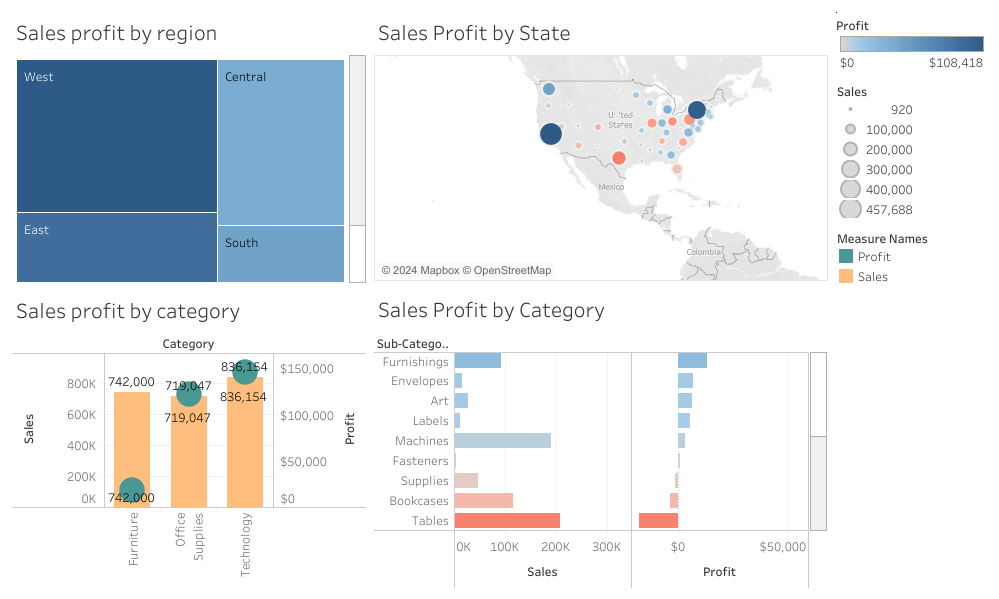 Sales profit by region
West
Central
East
South
Sales Profit by State
United
States
Mexico
Colombia
© 2024 Mapbox © OpenStreetMap
Profit
$0 $108,418
Sales
920
100,000
200,000
300,000
400,000
457,688
Measure Names
Profit
Sales
Sales profit by category
Category
Sales
800K
600K
400K
200K
0K
742,000
742,000
719,047
719,047
836,154
836,154
$150,000
$100,000
$50,000
$0
Profit
Furniture
Office
Supplies
Technology
Sales Profit by Category
Sub-Catego..
Furnishings
Envelopes
Art
Labels
Machines
Fasteners
Supplies
Bookcases
Tables
0K 100K 200K 300K
Sales
$0 $50,000
Profit